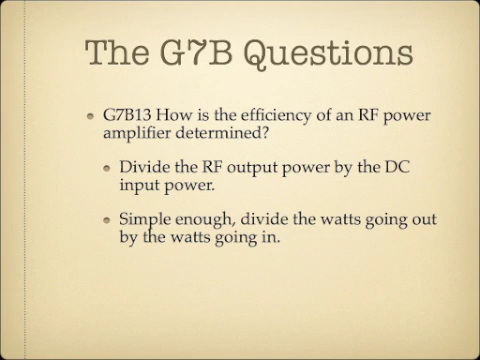 The G7B Questions
G7B13 How is the efficiency of an RF power
amplifier determined?
Divide the RF output power by the DC
input power.
Simple enough, divide the watts going out
by the watts going in.